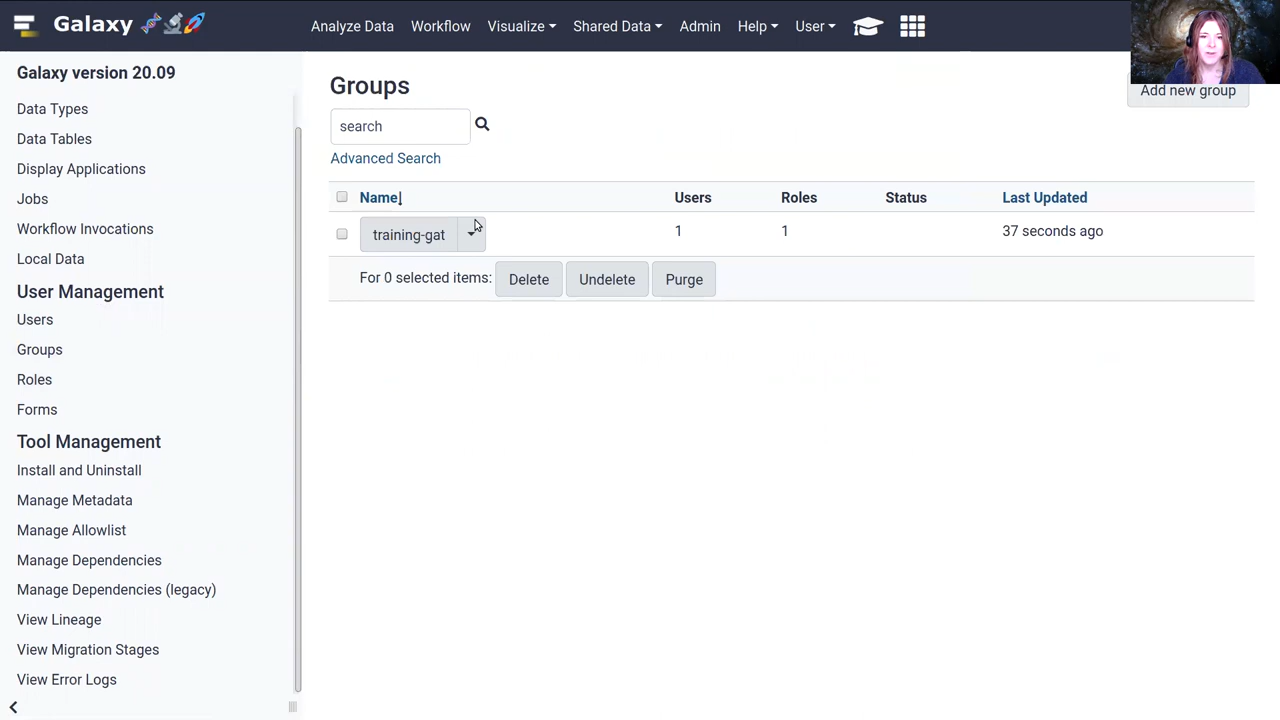 Galaxy
Analyze Data
Workflow
Visualize
Shared Data
Admin
Help
User
Galaxy version 20.09
Data Types
Data Tables
Display Applications
Jobs
Workflow Invocations
Local Data
User Management
Users
Groups
Roles
Forms
Tool Management
Install and Uninstall
Manage Metadata
Manage Allowlist
Manage Dependencies
Manage Dependencies (legacy)
View Lineage
View Migration Stages
View Error Logs
Groups
Add new group
search
Advanced Search
Name↓ Users Roles Status Last Updated
training-gat 1 1 37 seconds ago
For 0 selected items: Delete Undelete Purge